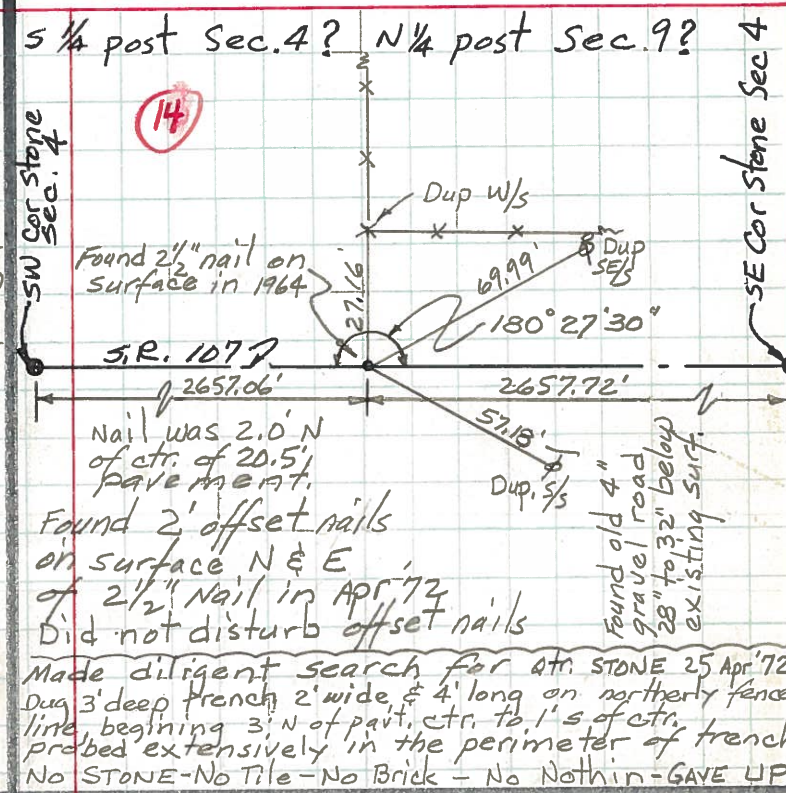 S 1/4 post Sec. 4? N 1/4 post Sec. 9?
14
SW Cor Stone
Sec. 4
SE Cor Stone Sec 4
Dup W/s
Found 2 1/2" nail on
surface in 1964
27.16'
69.99'
Dup
SE/s
180° 27' 30"
S.R. 107
2657.06'
2657.72'
Nail was 2.0' N
of ctr. of 20.5'
pavement.
57.18'
Dup. S/s
Found old 4"
gravel road
28" to 32" below
existing surf.
Found 2' offset nails
on surface N & E
of 2 1/2" Nail in Apr '72
Did not disturb offset nails
Made diligent search for Qtr. STONE 25 Apr '72
Dug 3' deep trench 2' wide & 4' long on northerly fence
line, begining 3' N of pavt. ctr. to 1' S of ctr.
probed extensively in the perimeter of trench
No STONE - No Tile - No Brick - No Nothin - GAVE UP